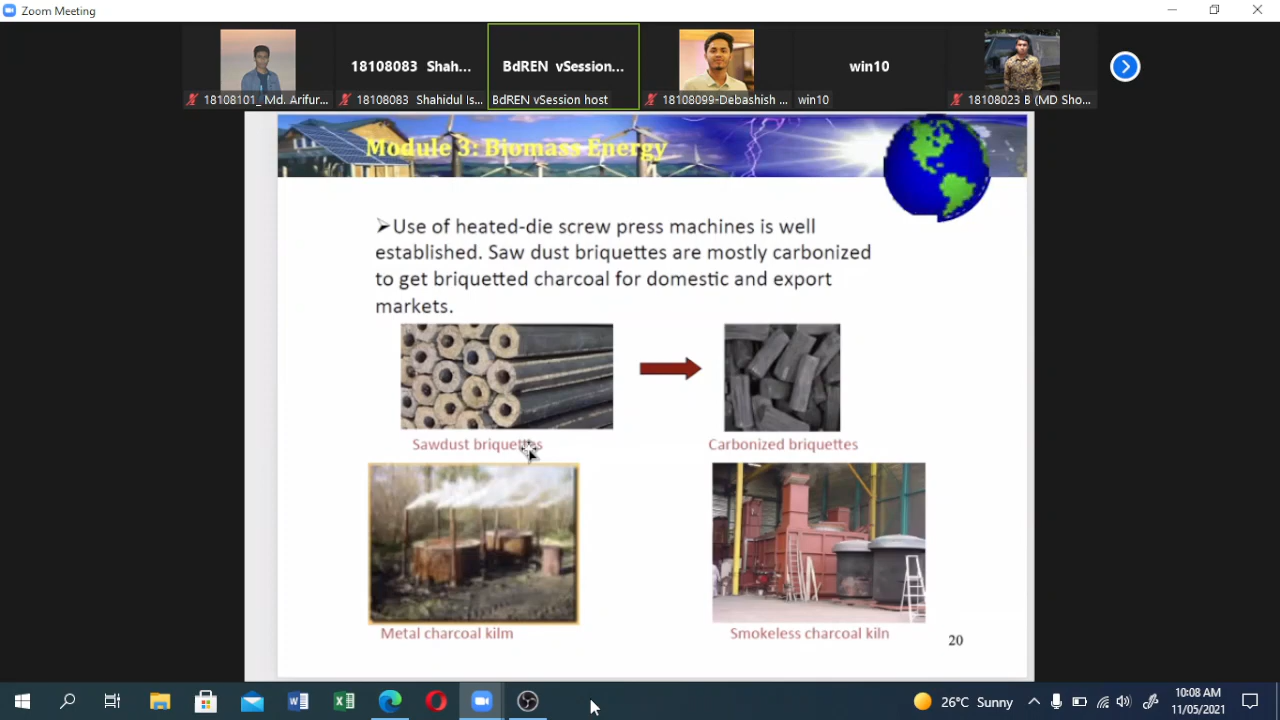 Zoom Meeting
18108083 Shah...
BdREN vSession...
win10
18108101_ Md. Arifur...
18108083 Shahidul Is...
BdREN vSession host
18108099-Debashish ...
win10
18108023 B (MD Sho...
Module 3: Biomass Energy
➢Use of heated-die screw press machines is well
established. Saw dust briquettes are mostly carbonized
to get briquetted charcoal for domestic and export
markets.
Sawdust briquettes
Carbonized briquettes
Metal charcoal kilm
Smokeless charcoal kiln
20
26°C Sunny
10:08 AM
11/05/2021